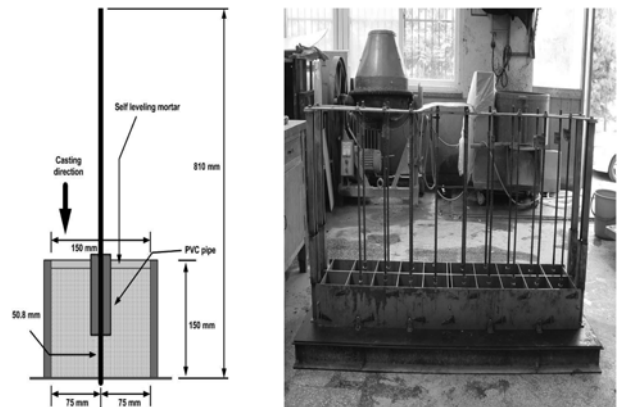 Self leveling mortar
Casting
direction
810 mm
150 mm
PVC pipe
50.8 mm
150 mm
75 mm
75 mm